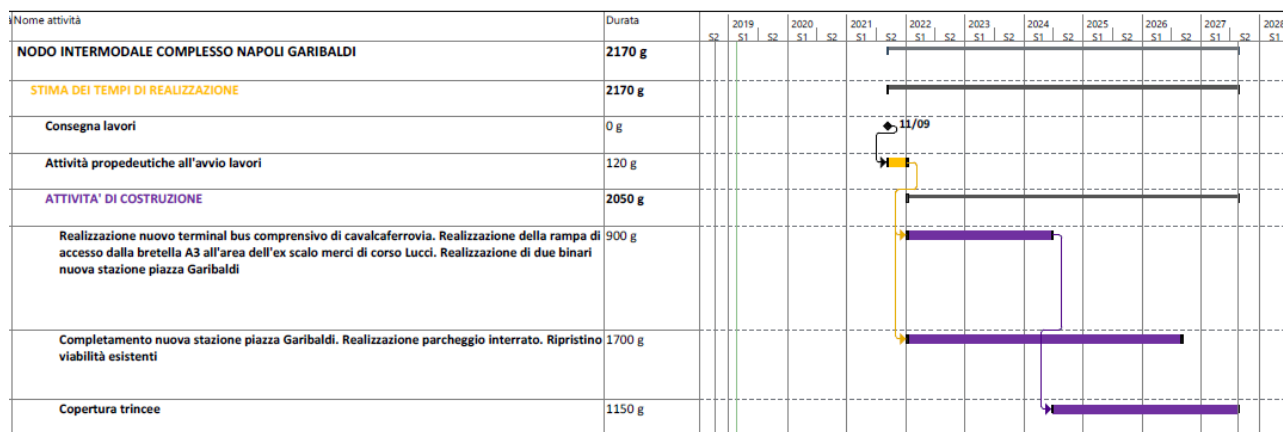 Nome attività Durata 2019 2020 2021 2022 2023 2024 2025 2026 2027 2028
S2 S1 S2 S1 S2 S1 S2 S1 S2 S1 S2 S1 S2 S1 S2 S1 S2 S1 S2 S1
NODO INTERMODALE COMPLESSO NAPOLI GARIBALDI 2170 g
STIMA DEI TEMPI DI REALIZZAZIONE 2170 g
Consegna lavori 0 g 11/09
Attività propedeutiche all'avvio lavori 120 g
ATTIVITA' DI COSTRUZIONE 2050 g
Realizzazione nuovo terminal bus comprensivo di cavalcaferrovia. Realizzazione della rampa di 900 g
accesso dalla bretella A3 all'area dell'ex scalo merci di corso Lucci. Realizzazione di due binari
nuova stazione piazza Garibaldi
Completamento nuova stazione piazza Garibaldi. Realizzazione parcheggio interrato. Ripristino 1700 g
viabilità esistenti
Copertura trincee 1150 g